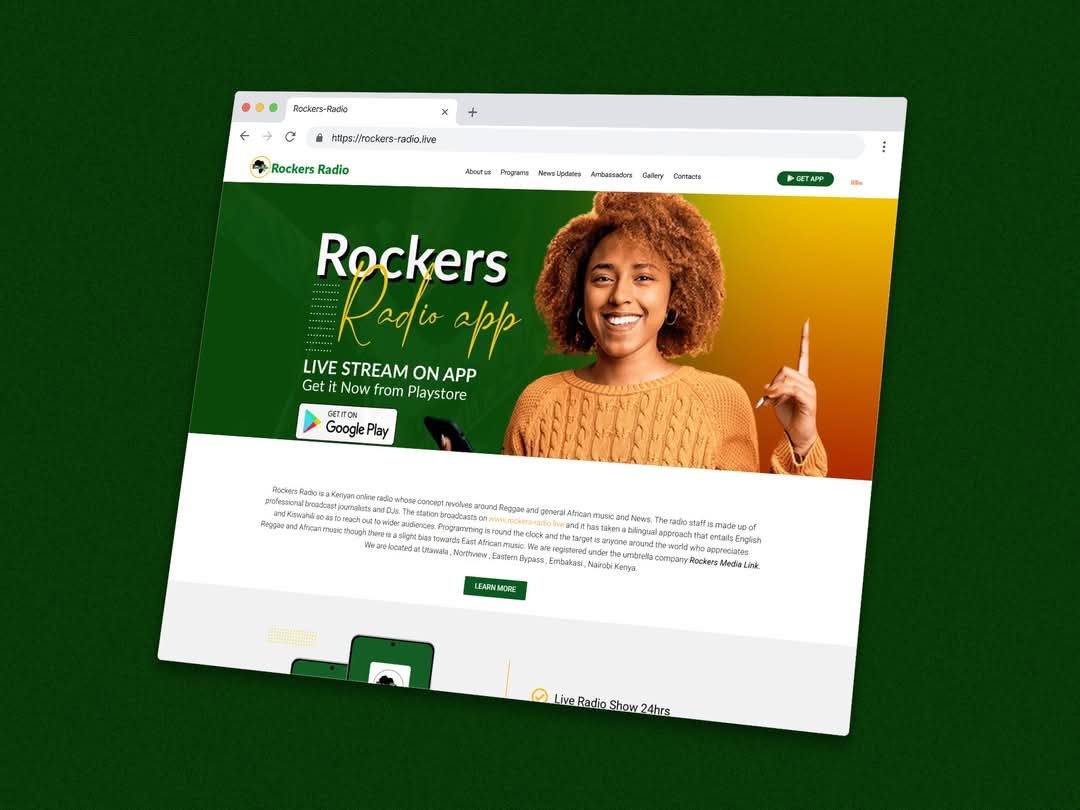 Rockers-Radio
https://rockers-radio.live
Rockers Radio
About us Programs News Updates Ambassadors Gallery Contacts
GET APP
Rockers
Radio app
LIVE STREAM ON APP
Get it Now from Playstore
GET IT ON
Google Play
Rockers Radio is a Kenyan online radio whose concept revolves around Reggae and general African music and News. The radio staff is made up of
professional broadcast journalists and DJs. The station broadcasts on www.rockers-radio.live and it has taken a bilingual approach that entails English
and Kiswahili so as to reach out to wider audiences. Programming is round the clock and the target is anyone around the world who appreciates
Reggae and African music though there is a slight bias towards East African music. We are registered under the umbrella company Rockers Media Link.
We are located at Utawala , Northview , Eastern Bypass , Embakasi , Nairobi Kenya.
LEARN MORE
Live Radio Show 24hrs